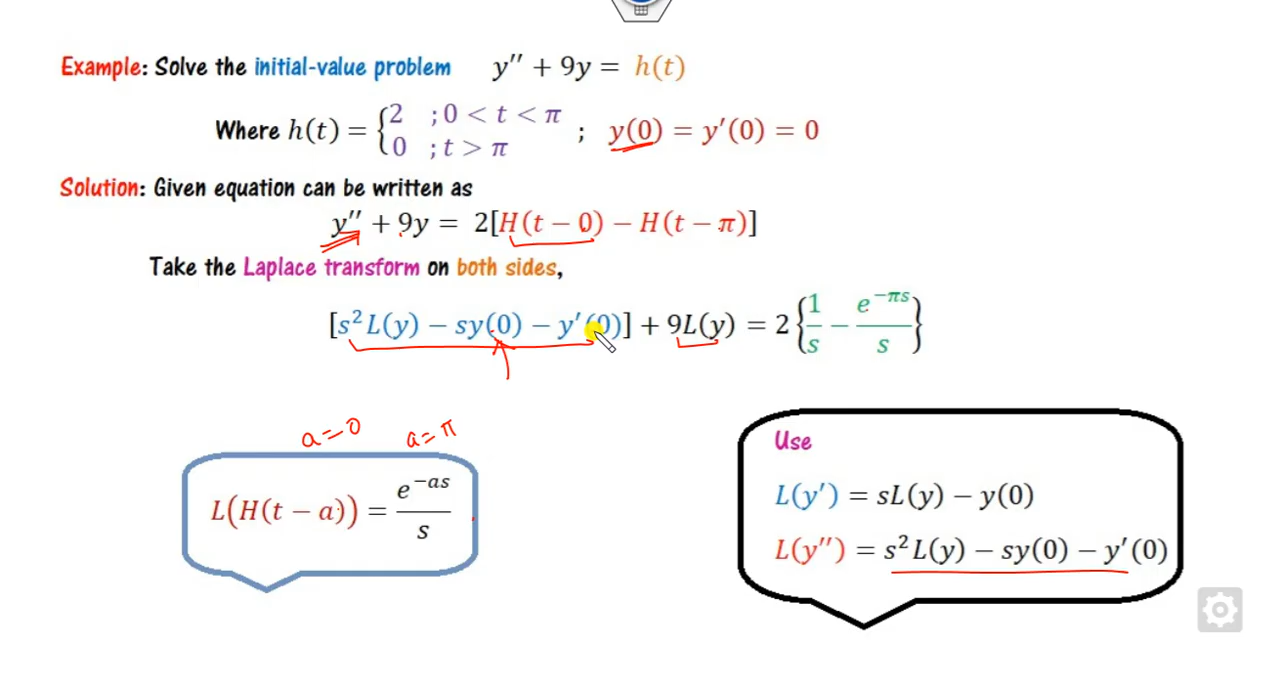 Example: Solve the initial-value problem y′′ + 9y = h(t)
Where h(t) = {2 ; 0 < t < π
0 ; t > π ; y(0) = y′(0) = 0
Solution: Given equation can be written as
y′′ + 9y = 2[H(t − 0) − H(t − π)]
Take the Laplace transform on both sides,
[s²L(y) − sy(0) − y′(0)] + 9L(y) = 2{1/s − e^−πs/s}
a=0 a=π
L(H(t − a)) = e^−as/s
Use
L(y′) = sL(y) − y(0)
L(y′′) = s²L(y) − sy(0) − y′(0)